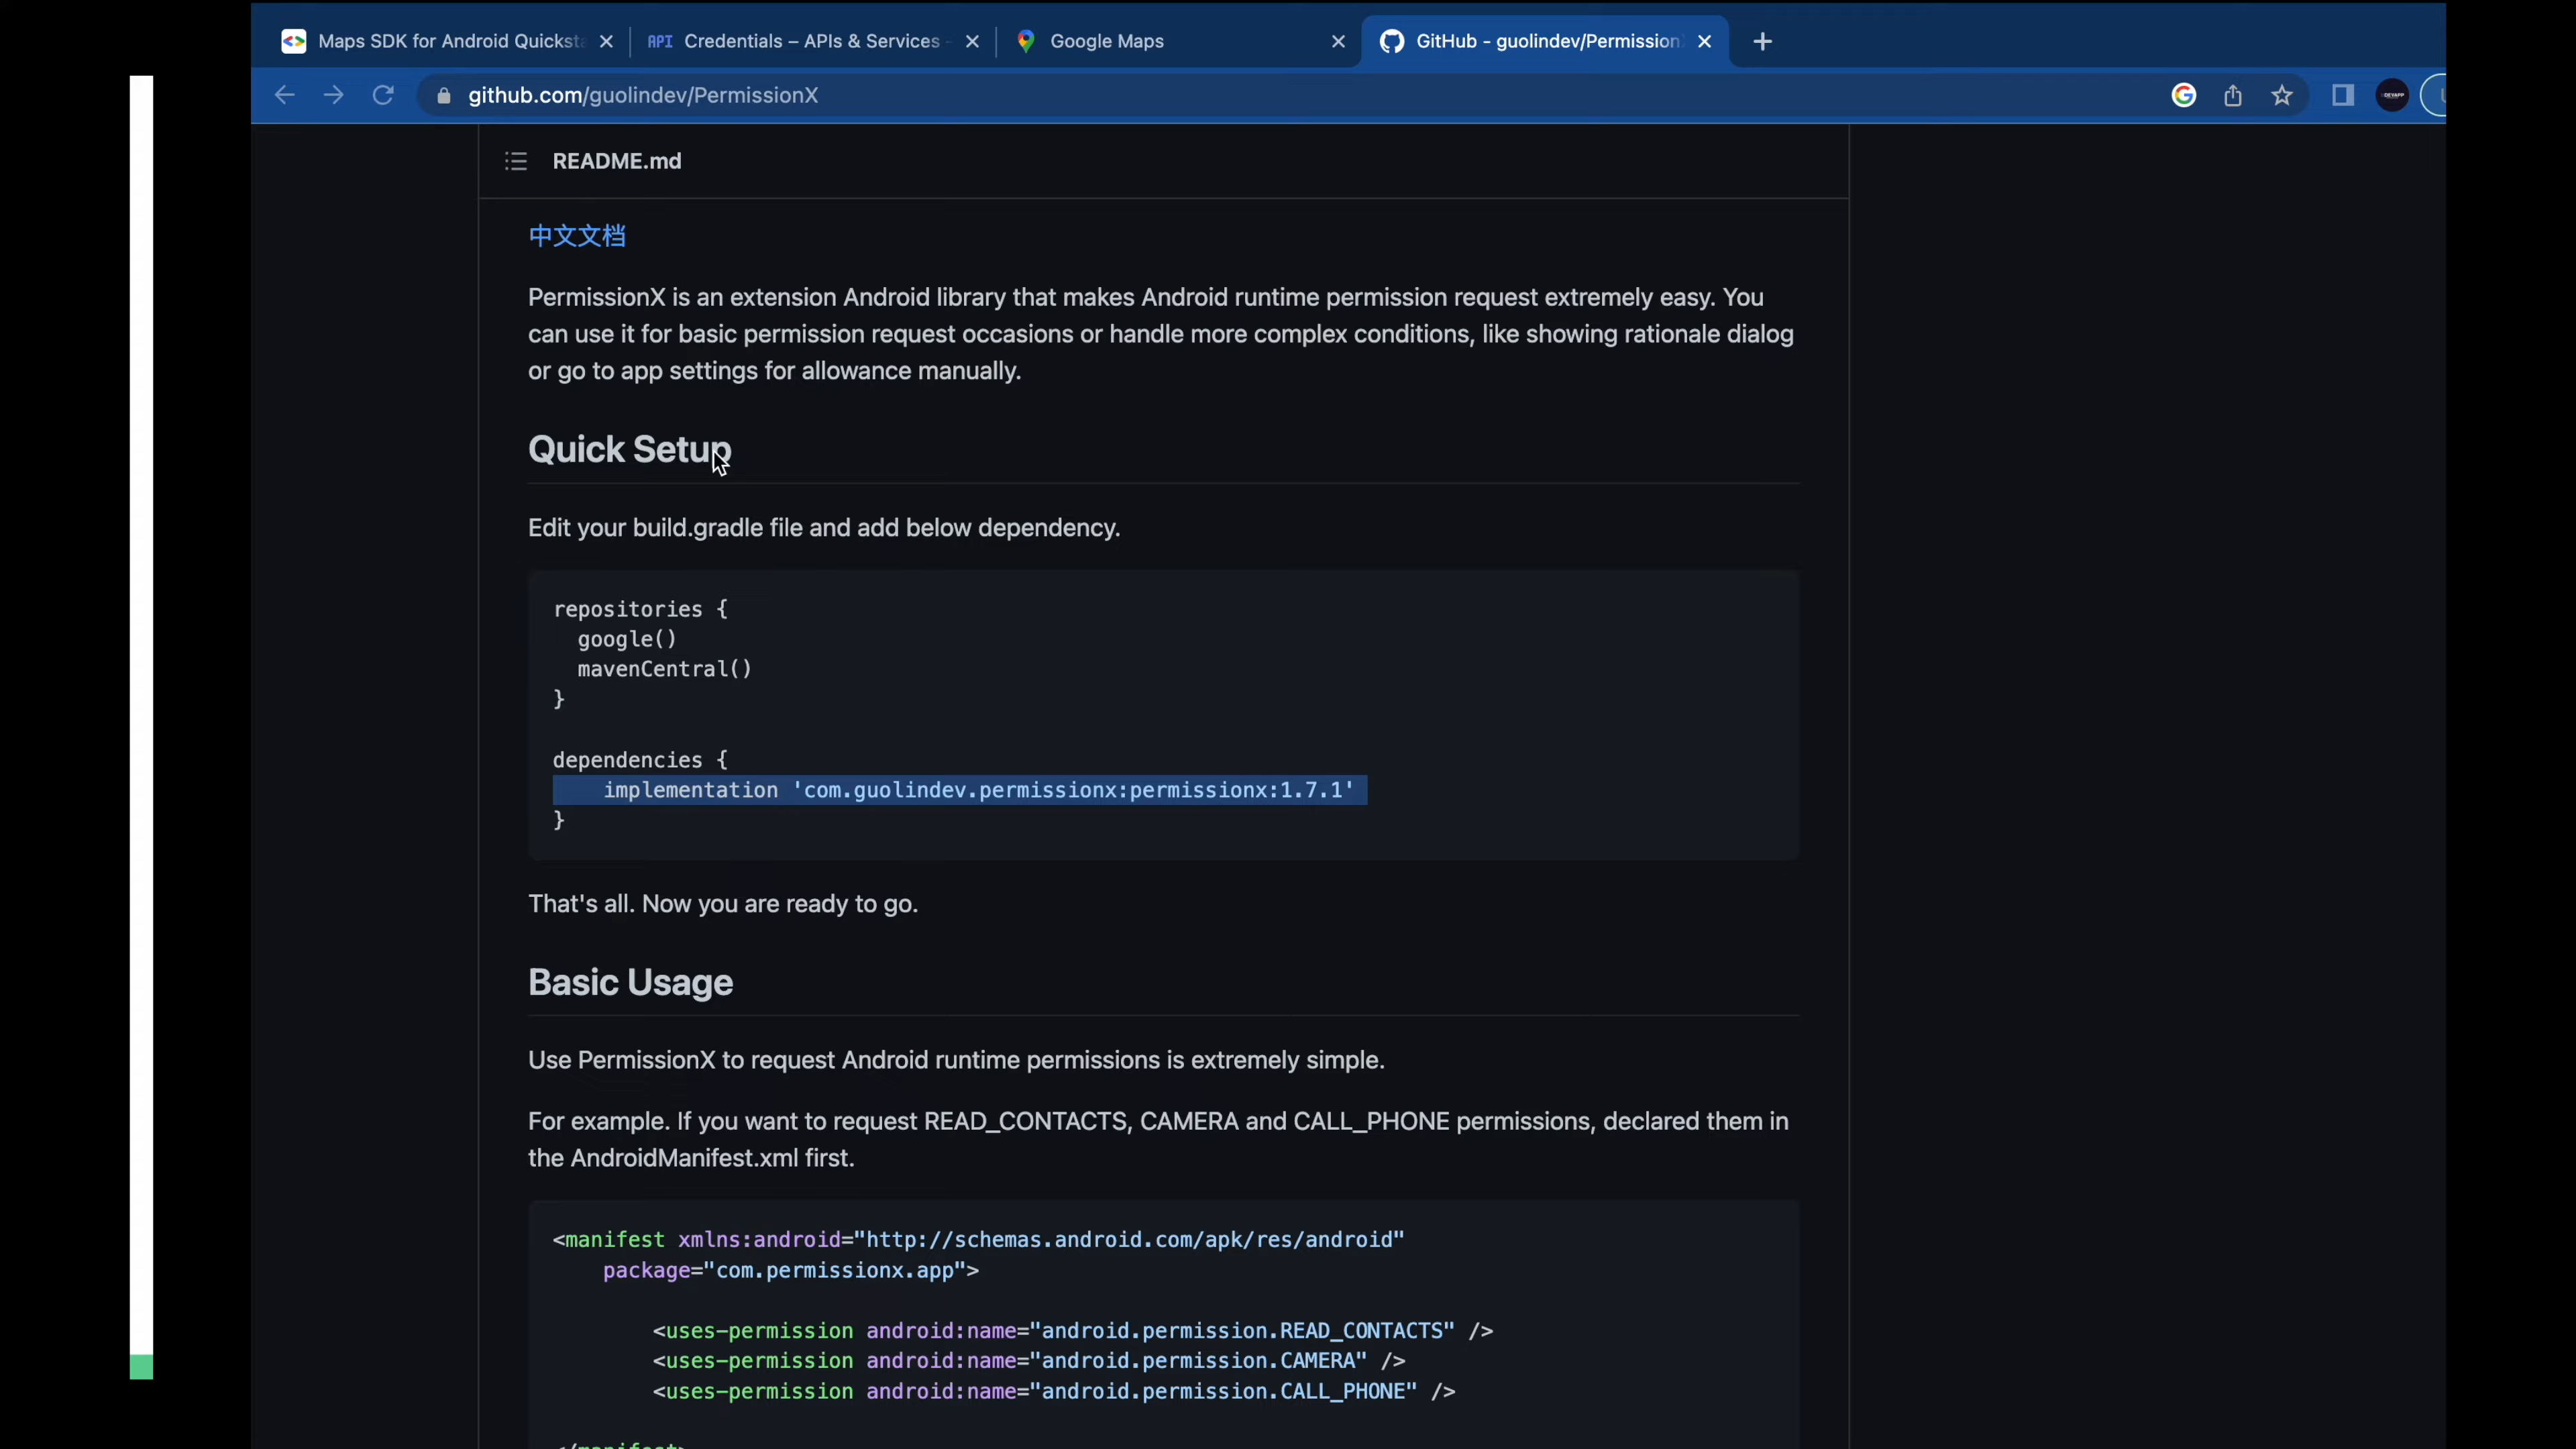 Maps SDK for Android Quicksta
API Credentials – APIs & Services -
Google Maps
GitHub - guolindev/Permission
github.com/guolindev/PermissionX
README.md
中文文档
PermissionX is an extension Android library that makes Android runtime permission request extremely easy. You
can use it for basic permission request occasions or handle more complex conditions, like showing rationale dialog
or go to app settings for allowance manually.
Quick Setup
Edit your build.gradle file and add below dependency.
repositories {
google()
mavenCentral()
}
dependencies {
implementation 'com.guolindev.permissionx:permissionx:1.7.1'
}
That's all. Now you are ready to go.
Basic Usage
Use PermissionX to request Android runtime permissions is extremely simple.
For example. If you want to request READ_CONTACTS, CAMERA and CALL_PHONE permissions, declared them in
the AndroidManifest.xml first.
<manifest xmlns:android="http://schemas.android.com/apk/res/android"
package="com.permissionx.app">
<uses-permission android:name="android.permission.READ_CONTACTS" />
<uses-permission android:name="android.permission.CAMERA" />
<uses-permission android:name="android.permission.CALL_PHONE" />
</manifest>